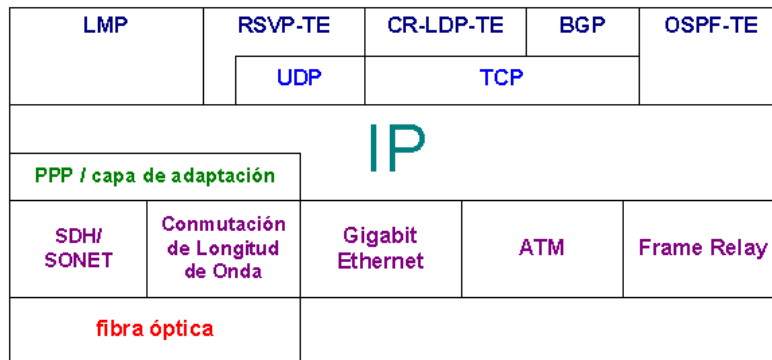 LMP
RSVP-TE
CR-LDP-TE
BGP
OSPF-TE
UDP
TCP
IP
PPP / capa de adaptación
SDH/
SONET
Conmutación
de Longitud
de Onda
Gigabit
Ethernet
ATM
Frame Relay
fibra óptica